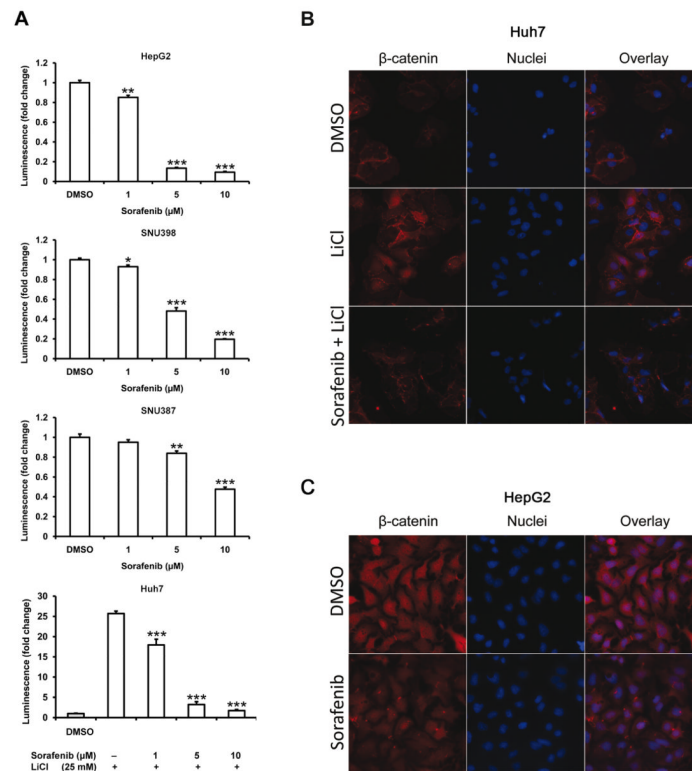 A
HepG2
Luminescence (fold change)
1.2
1
0.8
0.6
0.4
0.2
0
**
***
***
DMSO 1 5 10
Sorafenib (µM)
SNU398
Luminescence (fold change)
1.2
1
0.8
0.6
0.4
0.2
0
*
***
***
DMSO 1 5 10
Sorafenib (µM)
SNU387
Luminescence (fold change)
1.2
1
0.8
0.6
0.4
0.2
0
**
***
DMSO 1 5 10
Sorafenib (µM)
Huh7
Luminescence (fold change)
30
25
20
15
10
5
0
***
***
***
DMSO
Sorafenib (µM) – 1 5 10
LiCl (25 mM) + + + +
B
Huh7
β-catenin Nuclei Overlay
DMSO
LiCl
Sorafenib + LiCl
C
HepG2
β-catenin Nuclei Overlay
DMSO
Sorafenib